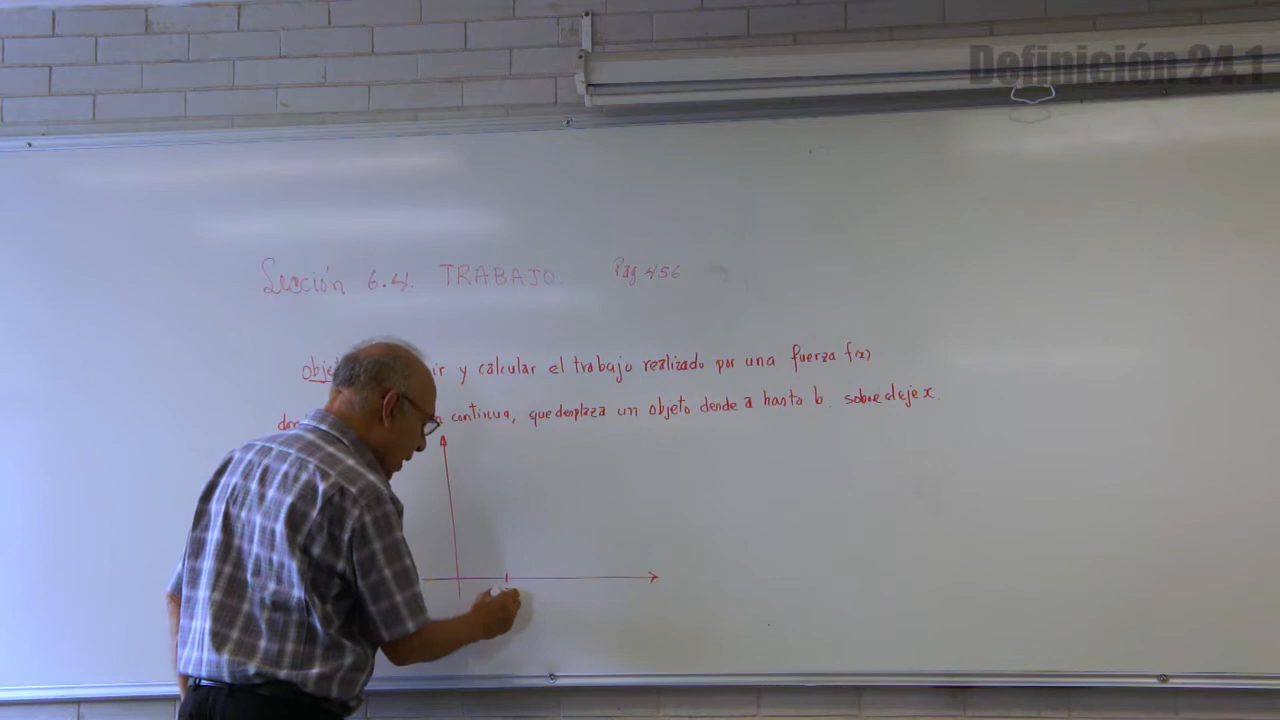 Definición 24.1
Sección 6.4. TRABAJO. Pag 456
y calcular el trabajo realizado por una fuerza f(x)
continua, que desplaza un objeto desde a hasta b sobre el eje x.